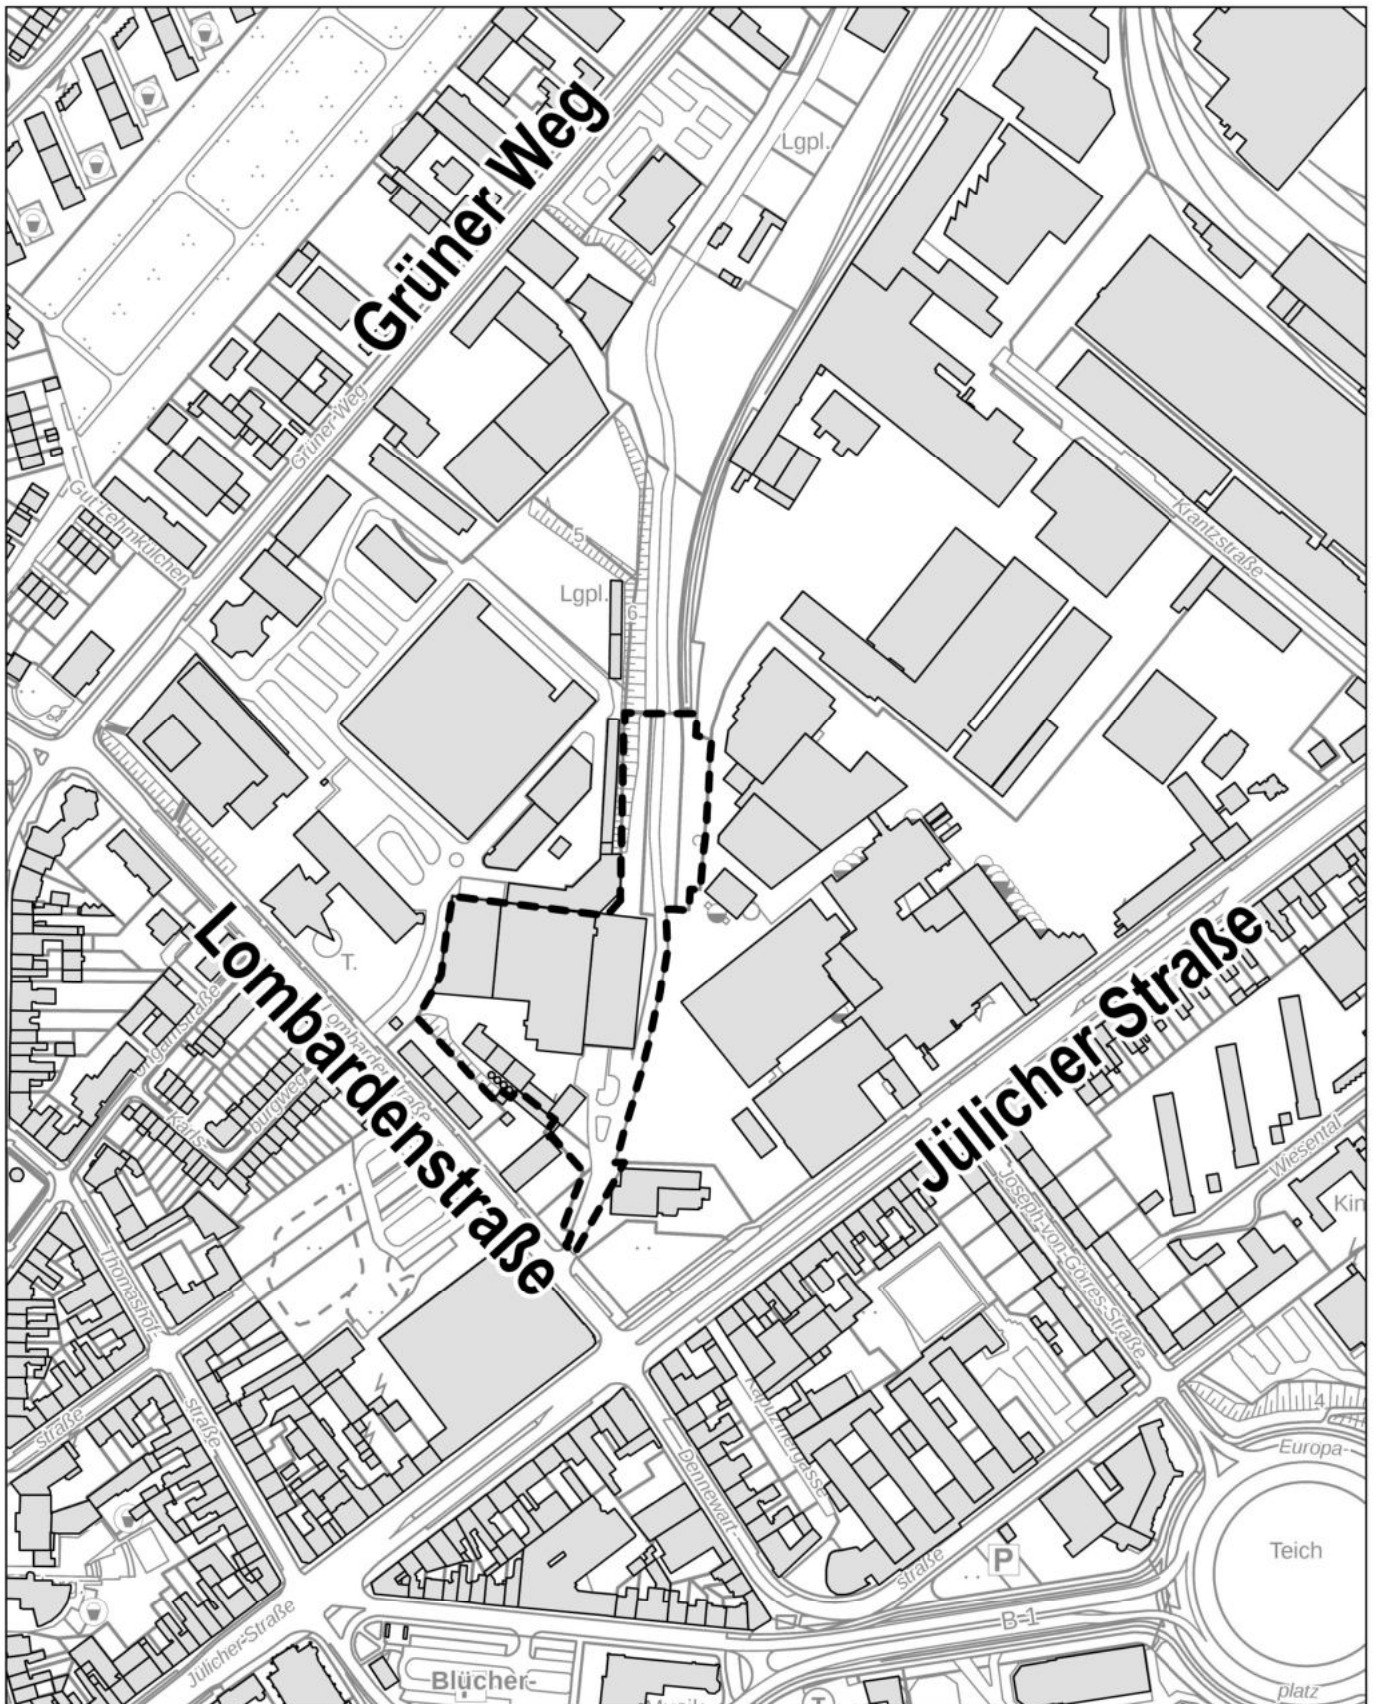 Grüner Weg
Lgpl.
Grüner Weg
Gut Lehmkülchen
Krantzstraße
5
Lgpl.
6
Lombardenstraße
T.
Jülicher Straße
Ungarnstraße
Lombardenstraße
Karls-
burgweg
Wiesental
Kin
Joseph-von-Görres-Straße
Thomashof-
straße
straße
Kapuzinergasse
Dennewart-
straße
4
Europa-
Teich
P
B 1
Jülicher Straße
Blücher-
platz